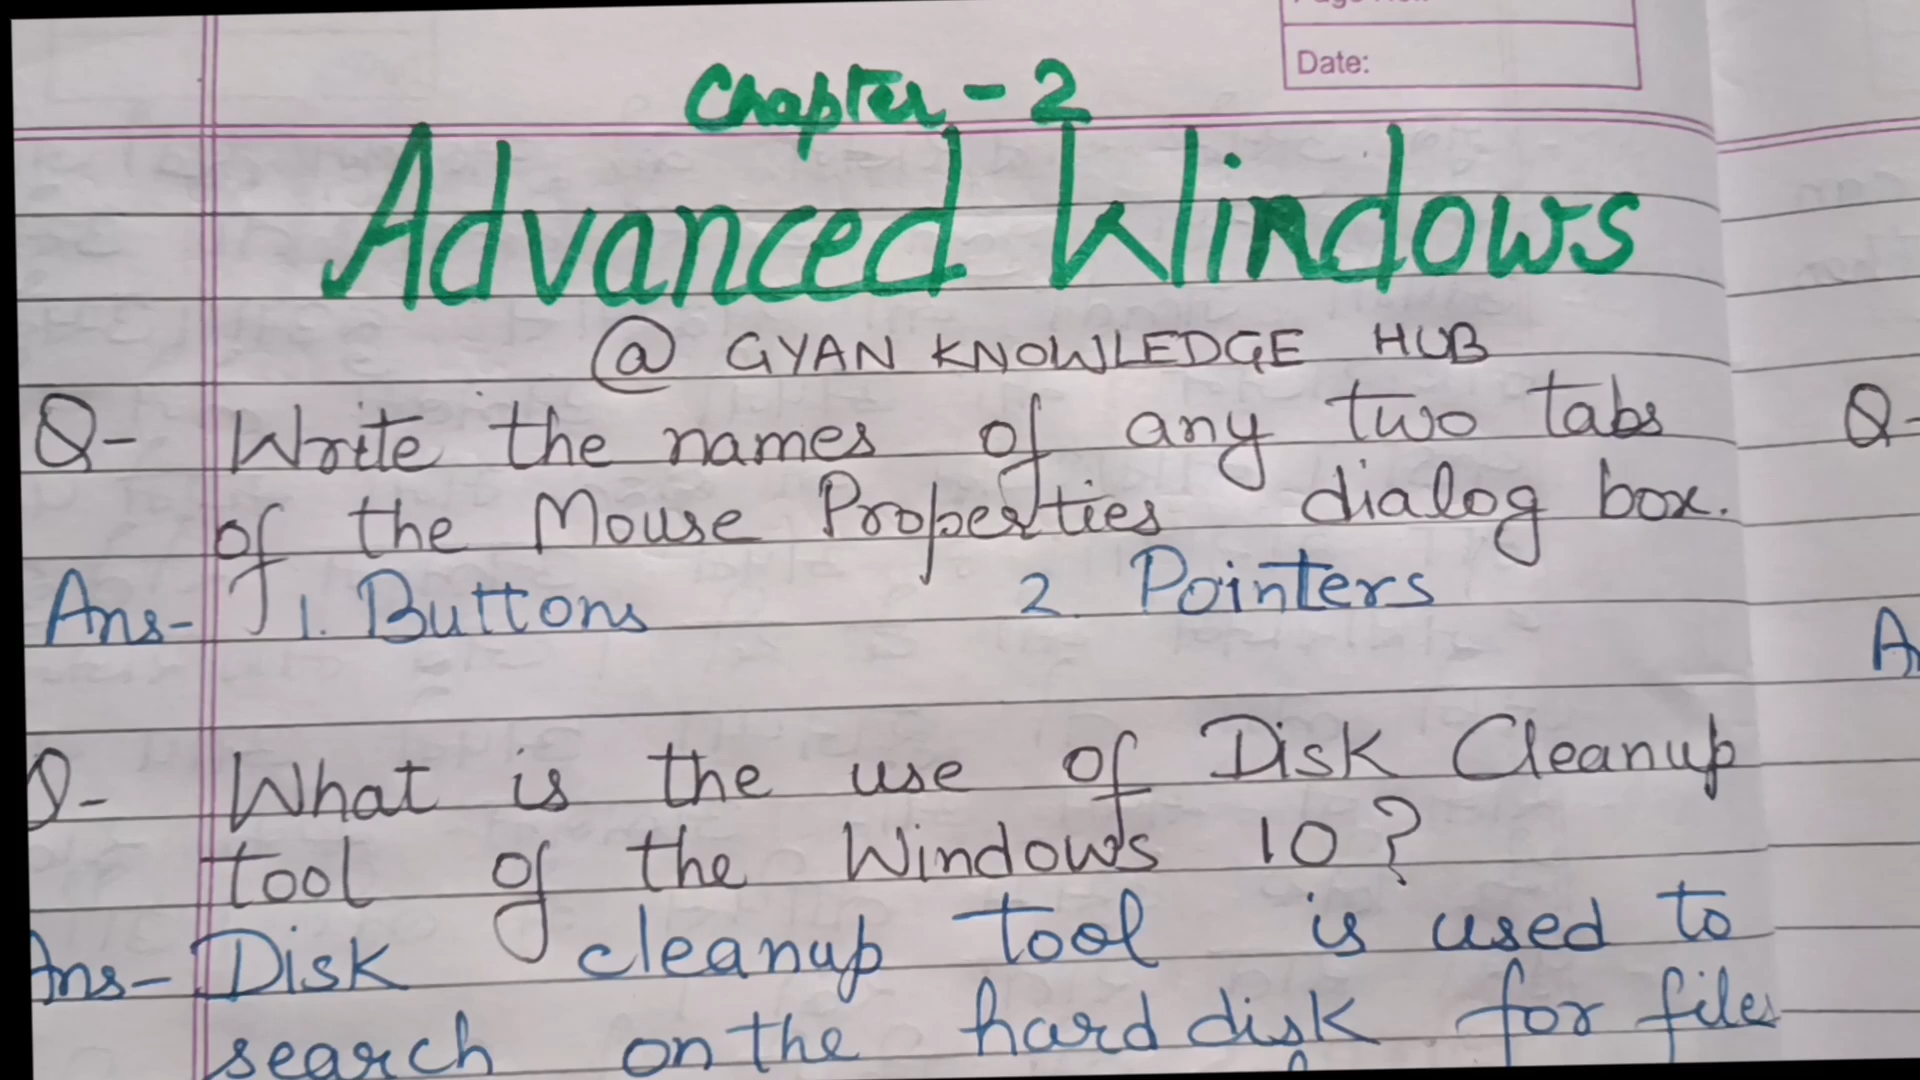 Date:
Chapter - 2
Advanced Windows
@ GYAN KNOWLEDGE HUB
Q- Write the names of any two tabs
of the Mouse Properties dialog box.
Ans- 1. Buttons 2. Pointers
Q- What is the use of Disk Cleanup
tool of the Windows 10?
Ans- Disk cleanup tool is used to
search on the hard disk for files
Q-